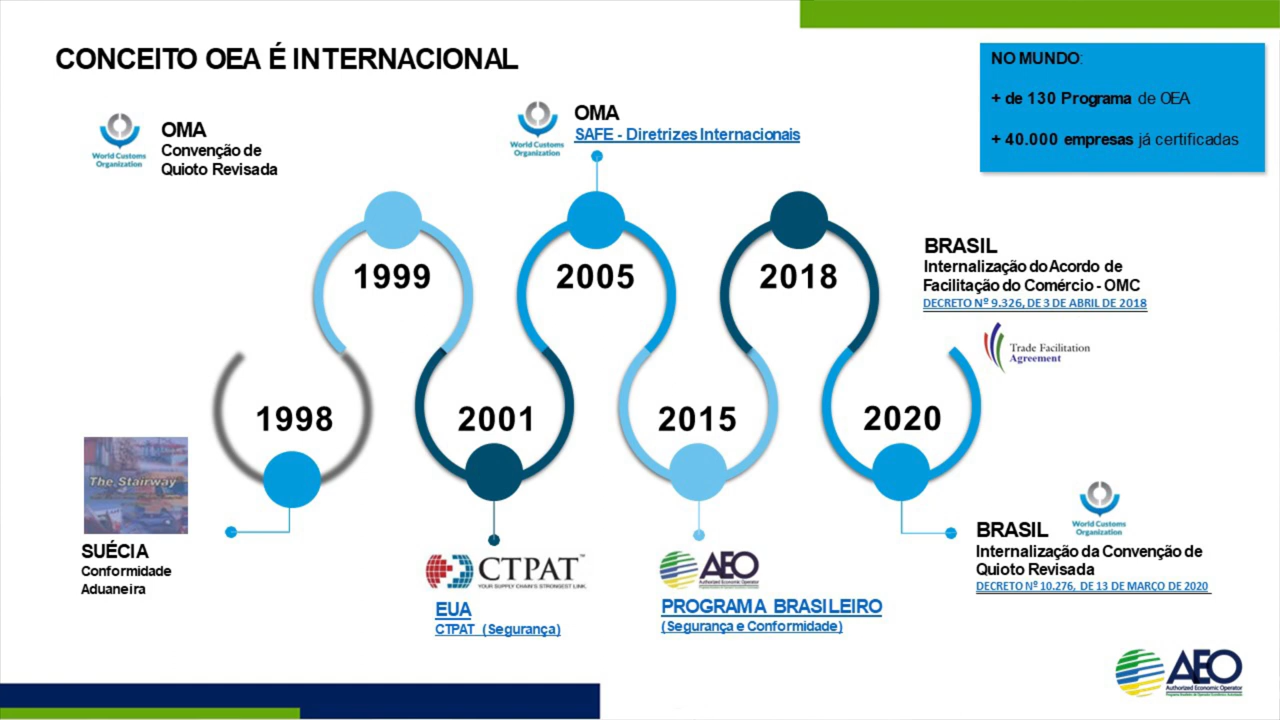 CONCEITO OEA É INTERNACIONAL
NO MUNDO:
+ de 130 Programa de OEA
+ 40.000 empresas já certificadas
World Customs
Organization
OMA
Convenção de
Quioto Revisada
World Customs
Organization
OMA
SAFE - Diretrizes Internacionais
1999
2005
2018
BRASIL
Internalização do Acordo de
Facilitação do Comércio - OMC
DECRETO Nº 9.326, DE 3 DE ABRIL DE 2018
Trade Facilitation
Agreement
1998
2001
2015
2020
The Stairway
SUÉCIA
Conformidade
Aduaneira
CTPAT™
YOUR SUPPLY CHAIN'S STRONGEST LINK.
EUA
CTPAT (Segurança)
AEO
Authorized Economic Operator
PROGRAMA BRASILEIRO
(Segurança e Conformidade)
World Customs
Organization
BRASIL
Internalização da Convenção de
Quioto Revisada
DECRETO Nº 10.276, DE 13 DE MARÇO DE 2020
AEO
Authorized Economic Operator